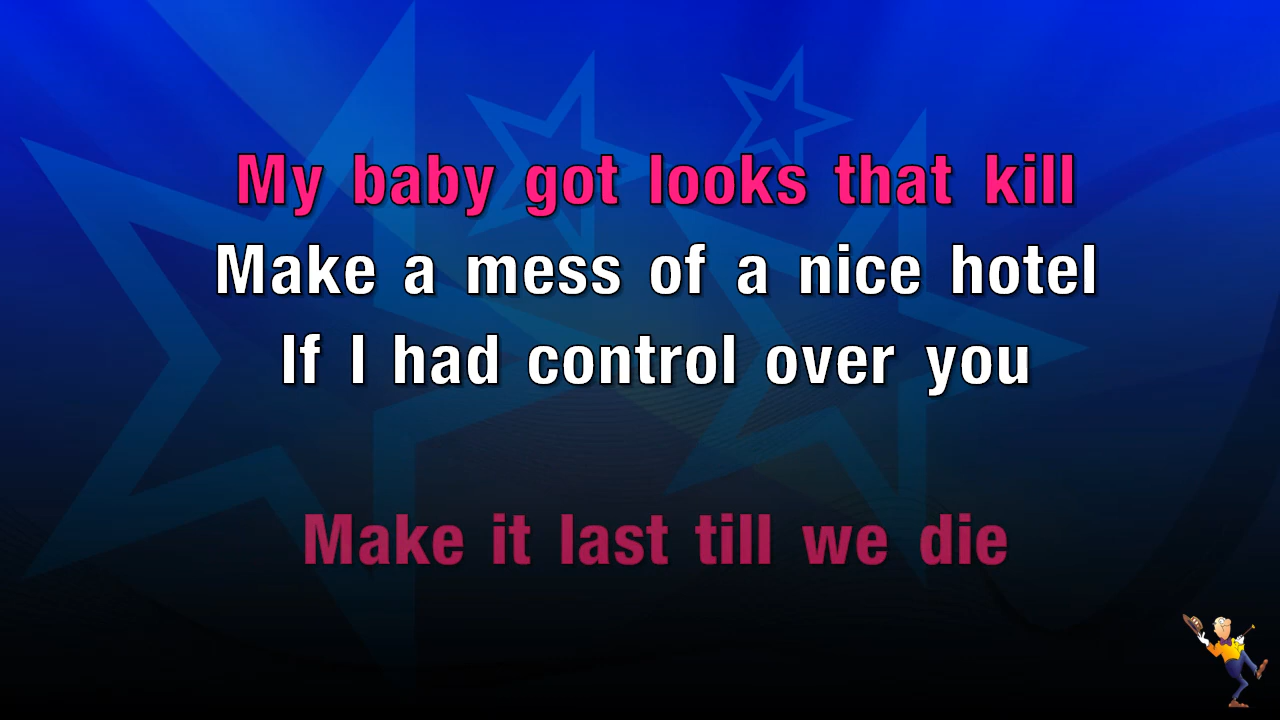 My baby got looks that kill
Make a mess of a nice hotel
If I had control over you
Make it last till we die